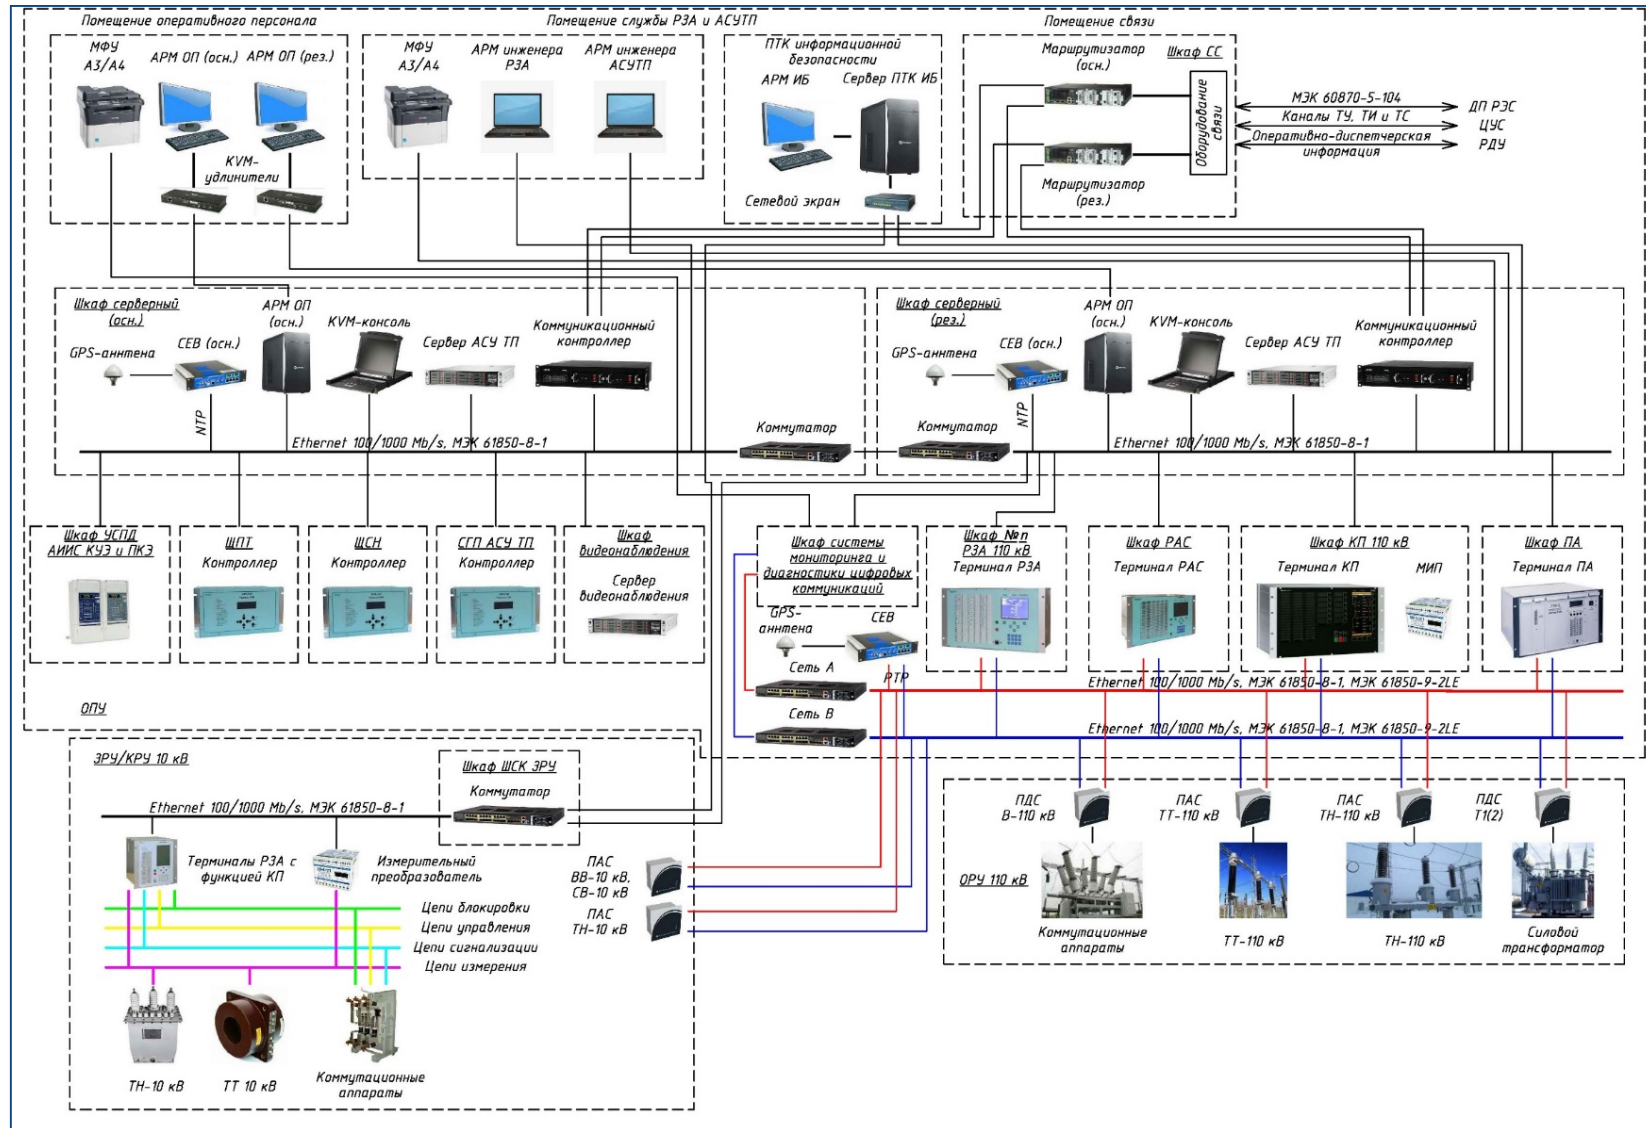 Помещение оперативного персонала
МФУ
А3/А4
АРМ ОП (осн.)
АРМ ОП (рез.)
KVM-
удлинители
Помещение службы РЗА и АСУТП
МФУ
А3/А4
АРМ инженера
РЗА
АРМ инженера
АСУТП
ПТК информационной
безопасности
АРМ ИБ
Сервер ПТК ИБ
Сетевой экран
Помещение связи
Маршрутизатор
(осн.)
Шкаф СС
Оборудование
связи
Маршрутизатор
(рез.)
МЭК 60870-5-104
Каналы ТУ, ТИ и ТС
Оперативно-диспетчерская
информация
ДП РЭС
ЦУС
РДУ
Шкаф серверный
(осн.)
GPS-аннтена
СЕВ (осн.)
АРМ ОП
(осн.)
KVM-консоль
Сервер АСУ ТП
Коммуникационный
контроллер
NTP
Ethernet 100/1000 Mb/s, МЭК 61850-8-1
Коммутатор
Шкаф серверный
(рез.)
GPS-аннтена
СЕВ (осн.)
АРМ ОП
(осн.)
KVM-консоль
Сервер АСУ ТП
Коммуникационный
контроллер
Коммутатор
NTP
Ethernet 100/1000 Mb/s, МЭК 61850-8-1
Шкаф УСПД
АИИС КУЭ и ПКЭ
ЩПТ
Контроллер
ЩСН
Контроллер
СГП АСУ ТП
Контроллер
Шкаф
видеонаблюдения
Сервер
видеонаблюдения
Шкаф системы
мониторинга и
диагностики цифровых
коммуникаций
GPS-
аннтена
СЕВ
Сеть А
PTP
Сеть В
Шкаф №п
РЗА 110 кВ
Терминал РЗА
Шкаф РАС
Терминал РАС
Шкаф КП 110 кВ
Терминал КП
МИП
Шкаф ПА
Терминал ПА
Ethernet 100/1000 Mb/s, МЭК 61850-8-1, МЭК 61850-9-2LE
Ethernet 100/1000 Mb/s, МЭК 61850-8-1, МЭК 61850-9-2LE
ОПУ
ЗРУ/КРУ 10 кВ
Шкаф ШСК ЗРУ
Коммутатор
Ethernet 100/1000 Mb/s, МЭК 61850-8-1
Терминалы РЗА с
функцией КП
Измерительный
преобразователь
Цепи блокировки
Цепи управления
Цепи сигнализации
Цепи измерения
ТН-10 кВ
ТТ 10 кВ
Коммутационные
аппараты
ПАС
ВВ-10 кВ,
СВ-10 кВ
ПАС
ТН-10 кВ
ПДС
В-110 кВ
ПАС
ТТ-110 кВ
ПАС
ТН-110 кВ
ПДС
Т1(2)
ОРУ 110 кВ
Коммутационные
аппараты
ТТ-110 кВ
ТН-110 кВ
Силовой
трансформатор